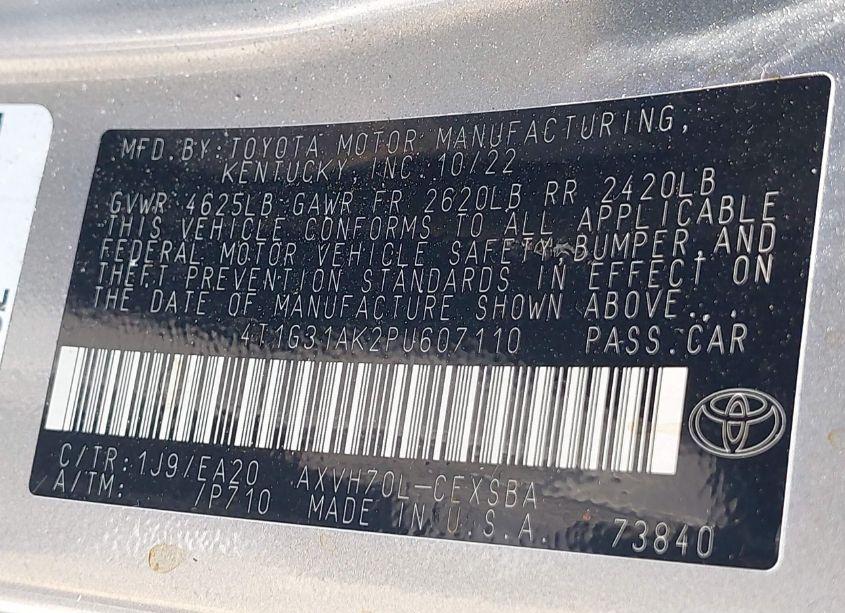 MFD.BY:TOYOTA MOTOR MANUFACTURING,
KENTUCKY, INC.10/22
GVWR 4625LB GAWR FR 2620LB RR 2420LB
THIS VEHICLE CONFORMS TO ALL APPLICABLE
FEDERAL MOTOR VEHICLE SAFETY, BUMPER, AND
THEFT PREVENTION STANDARDS IN EFFECT ON
THE DATE OF MANUFACTURE SHOWN ABOVE...
4T1G31AK2PU607110 PASS.CAR
C/TR:1J9/EA20 AXVH70L-CEXSBA
A/TM: /P710 MADE IN U.S.A. 73840